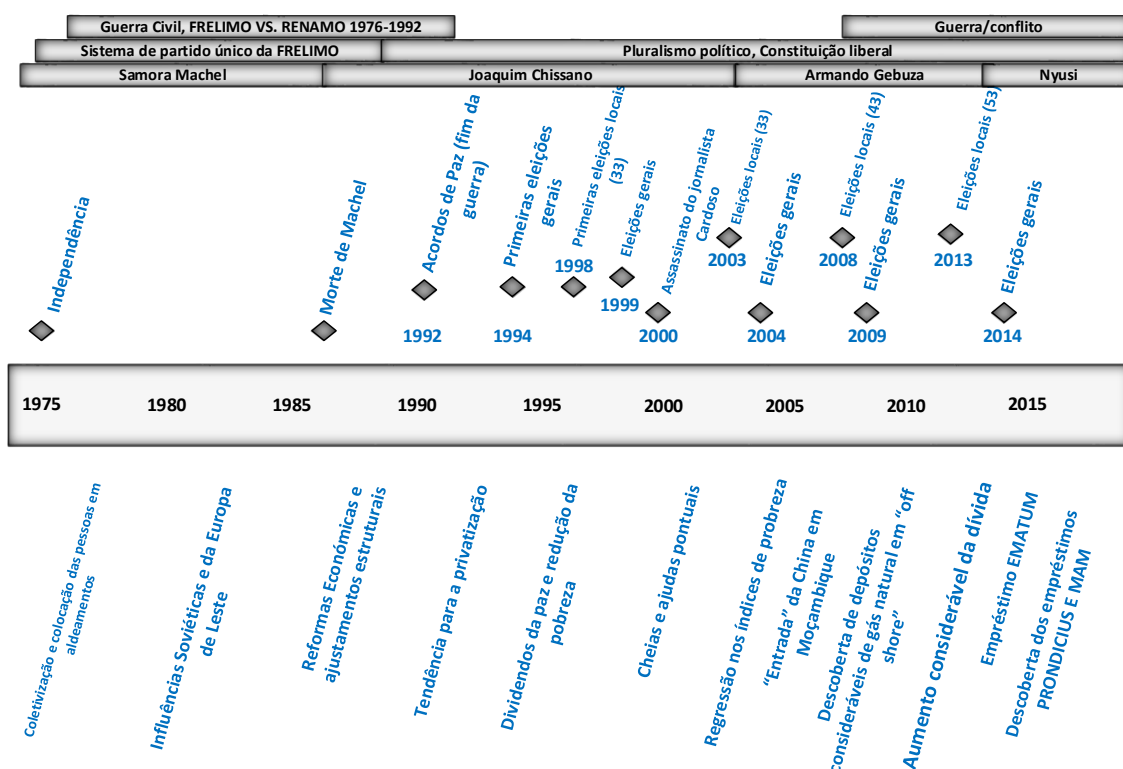 Guerra Civil, FRELIMO VS. RENAMO 1976-1992
Guerra/conflito
Sistema de partido único da FRELIMO
Pluralismo político, Constituição liberal
Samora Machel
Joaquim Chissano
Armando Gebuza
Nyusi
Independência
Morte de Machel
Acordos de Paz (fim da
guerra)
1992
Primeiras eleições
gerais
1994
Primeiras eleições locais
(33)
1998
Eleições gerais
1999
Assassinato do jornalista
Cardoso
2000
Eleições locais (33)
2003
Eleições gerais
2004
Eleições locais (43)
2008
Eleições gerais
2009
Eleições locais (53)
2013
Eleições gerais
2014
1975
1980
1985
1990
1995
2000
2005
2010
2015
Coletivização e colocação das pessoas em
aldeamentos
Influências Soviéticas e da Europa
de Leste
Reformas Económicas e
ajustamentos estruturais
Tendência para a privatização
Dividendos da paz e redução da
pobreza
Cheias e ajudas pontuais
Regressão nos índices de probreza
“Entrada” da China em
Moçambique
Descoberta de depósitos
consideráveis de gás natural em “off
shore”
Aumento considerável da dívida
Empréstimo EMATUM
Descoberta dos empréstimos
PRONDICIUS E MAM